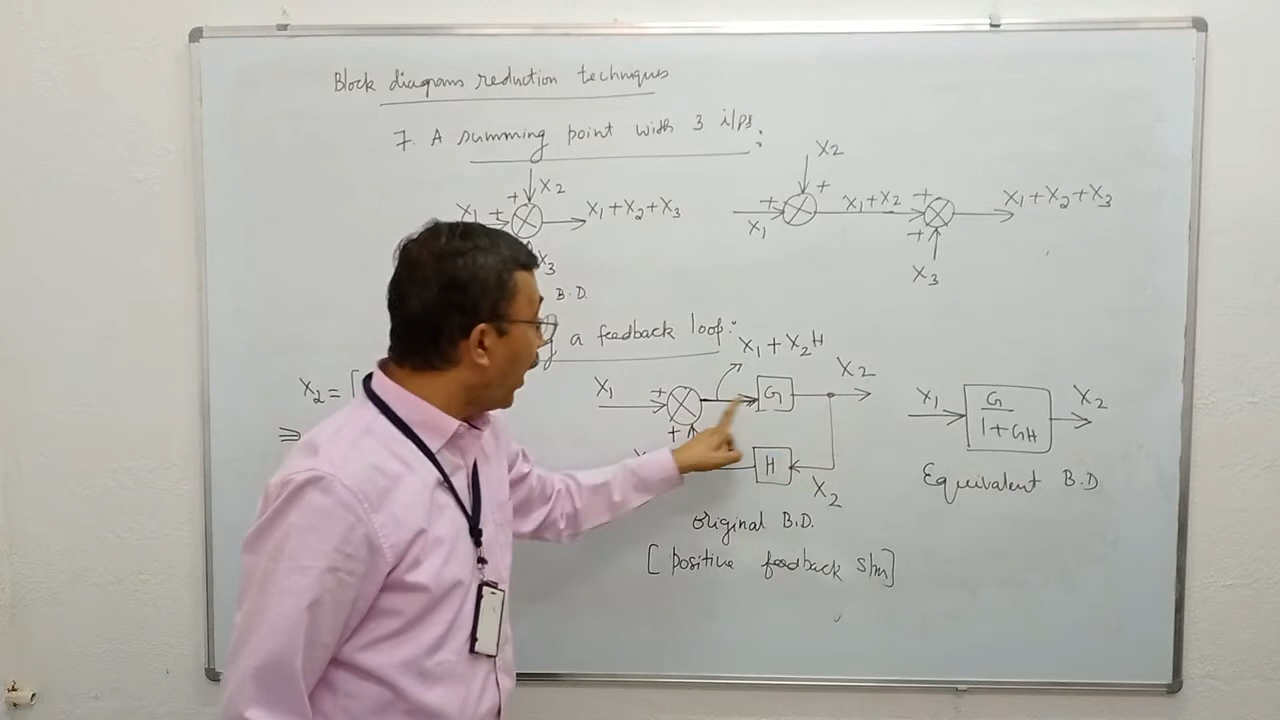 Block diagrams reduction techniques
7. A summing point with 3 i/ps:
X2
+
X1 + X1+X2+X3
X3
B.D.
X2
+
+ X1+X2 + X1+X2+X3
X1
+
X3
a feedback loop:
X1+X2H
X2 = [
X1 + G X2
⇒ +
H
X2
original B.D.
[positive feedback s/m]
X1 G/1+GH X2
Equivalent B.D